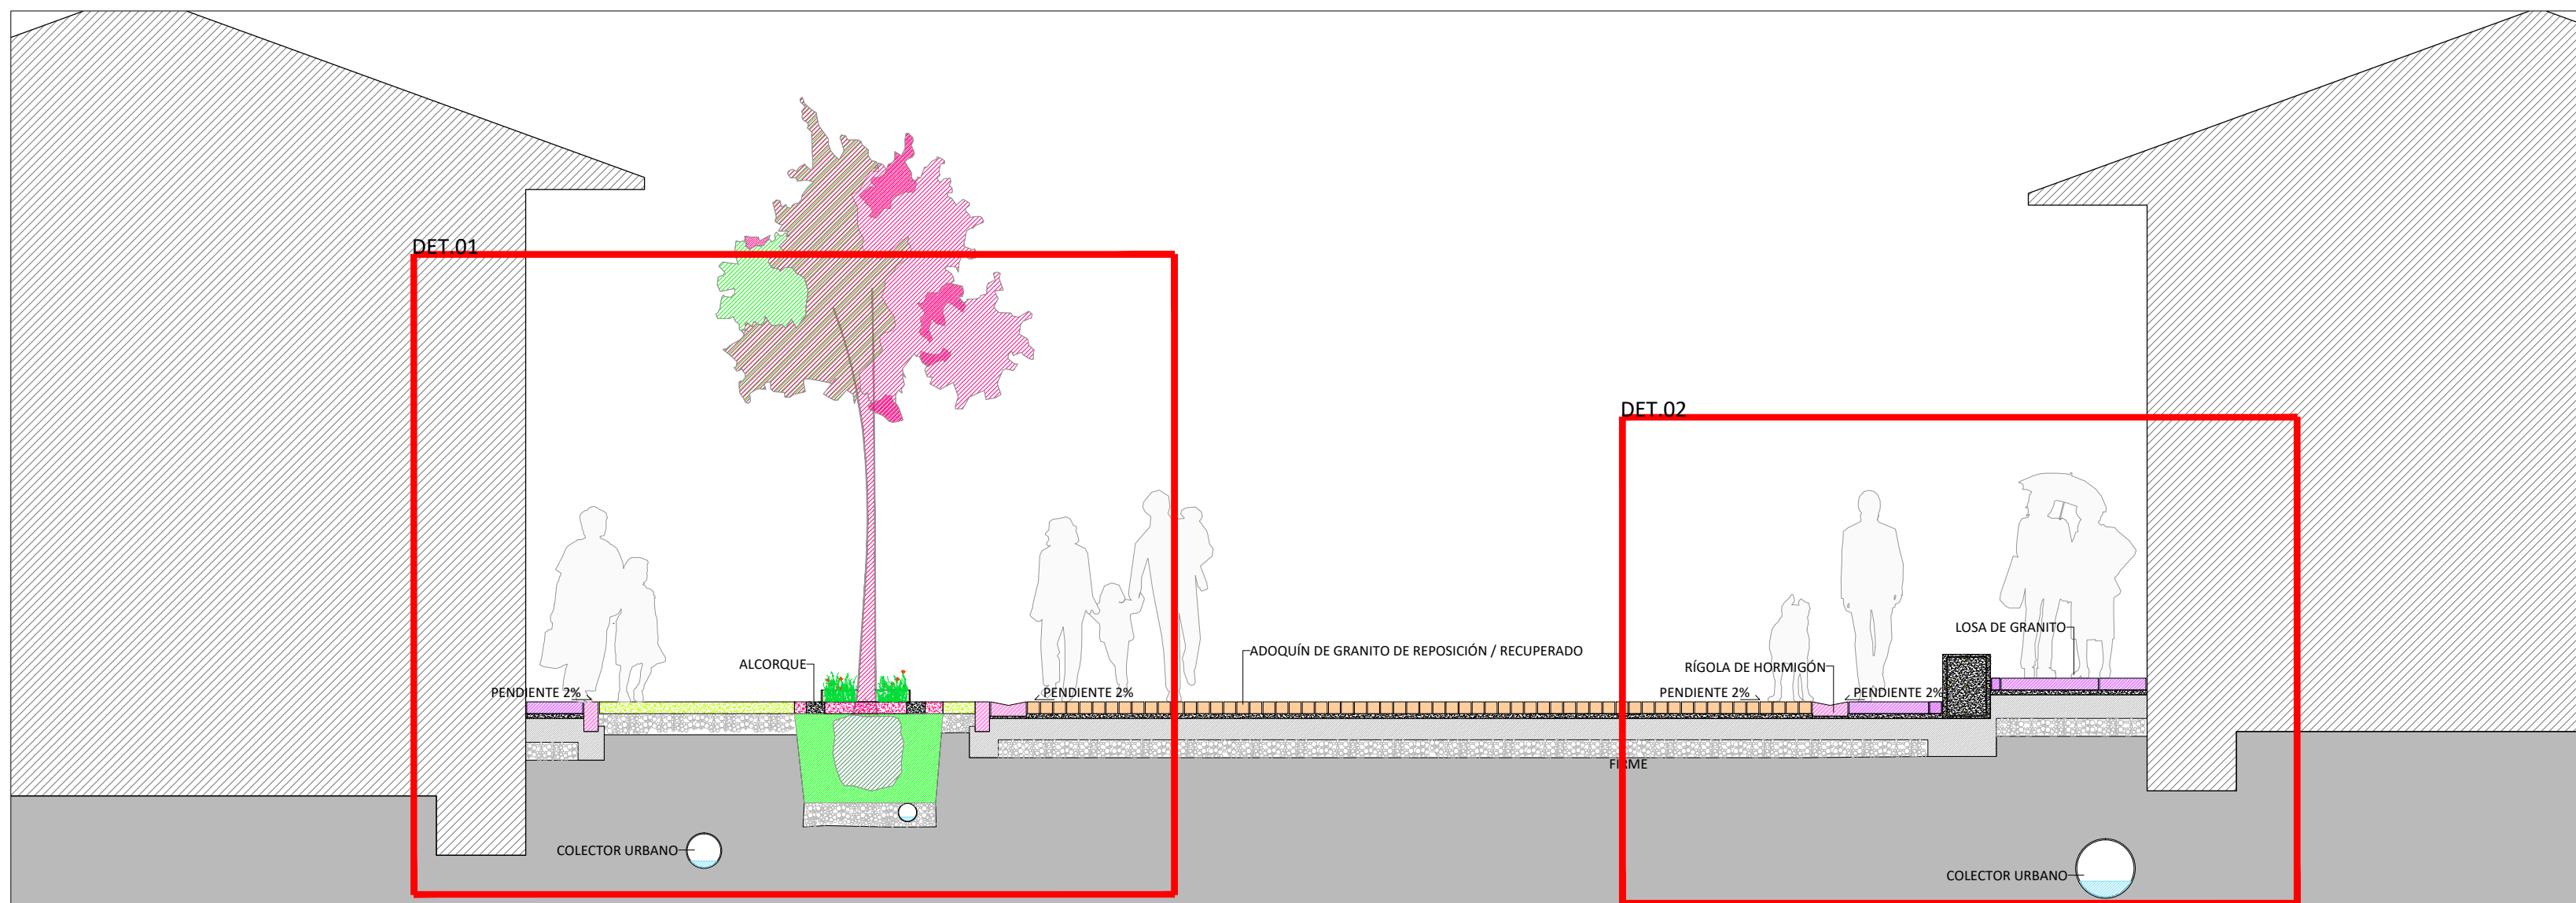 DET.01
DET.02
LOSA DE GRANITO
ADOQUÍN DE GRANITO DE REPOSICIÓN / RECUPERADO
ALCORQUE
RÍGOLA DE HORMIGÓN
PENDIENTE 2%
PENDIENTE 2%
PENDIENTE 2%
PENDIENTE 2%
FIRME
COLECTOR URBANO
COLECTOR URBANO